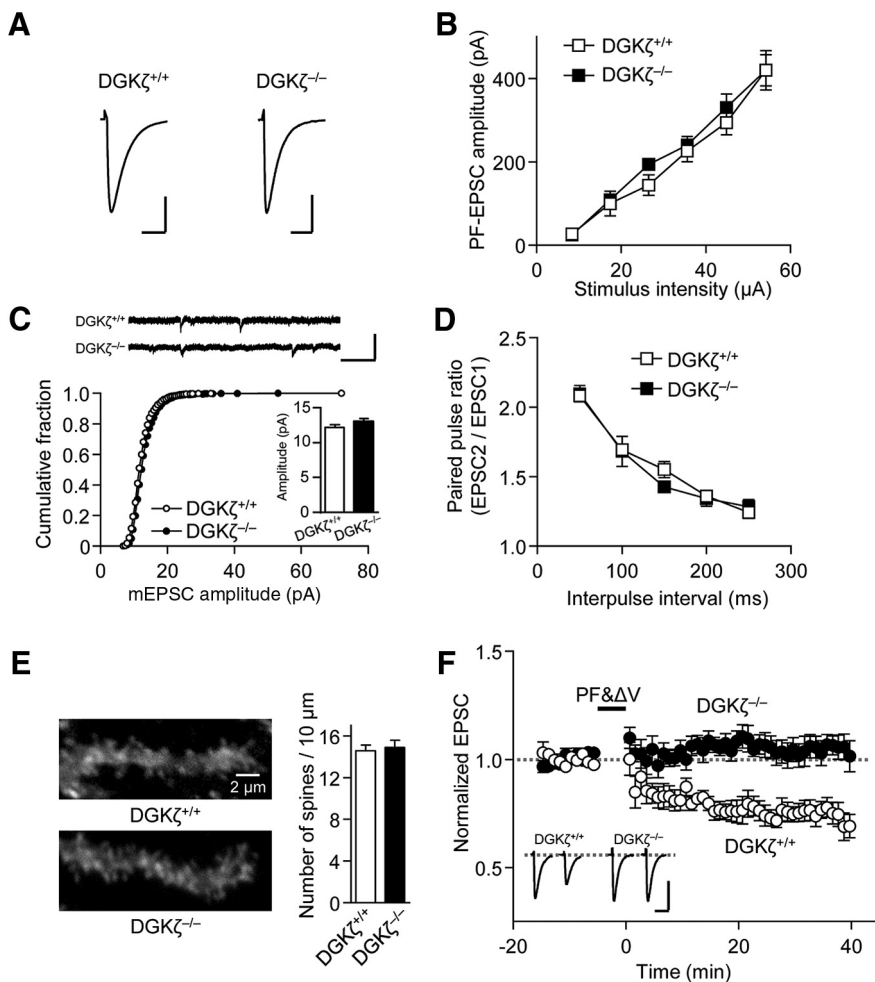 A
DGKζ+/+
DGKζ–/–
B
PF-EPSC amplitude (pA)
400
200
0
DGKζ+/+
DGKζ–/–
0 20 40 60
Stimulus intensity (µA)
C
DGKζ+/+
DGKζ–/–
Cumulative fraction
1.0
0.8
0.6
0.4
0.2
0
DGKζ+/+
DGKζ–/–
Amplitude (pA)
15
10
5
0
DGKζ+/+ DGKζ–/–
0 20 40 60 80
mEPSC amplitude (pA)
D
Paired pulse ratio
(EPSC2 / EPSC1)
2.5
2.0
1.5
1.0
DGKζ+/+
DGKζ–/–
0 100 200 300
Interpulse interval (ms)
E
2 µm
DGKζ+/+
DGKζ–/–
Number of spines / 10 µm
16
12
8
4
0
DGKζ+/+
DGKζ–/–
F
Normalized EPSC
1.5
1.0
0.5
PF&ΔV
DGKζ–/–
DGKζ+/+
DGKζ+/+ DGKζ–/–
-20 0 20 40
Time (min)